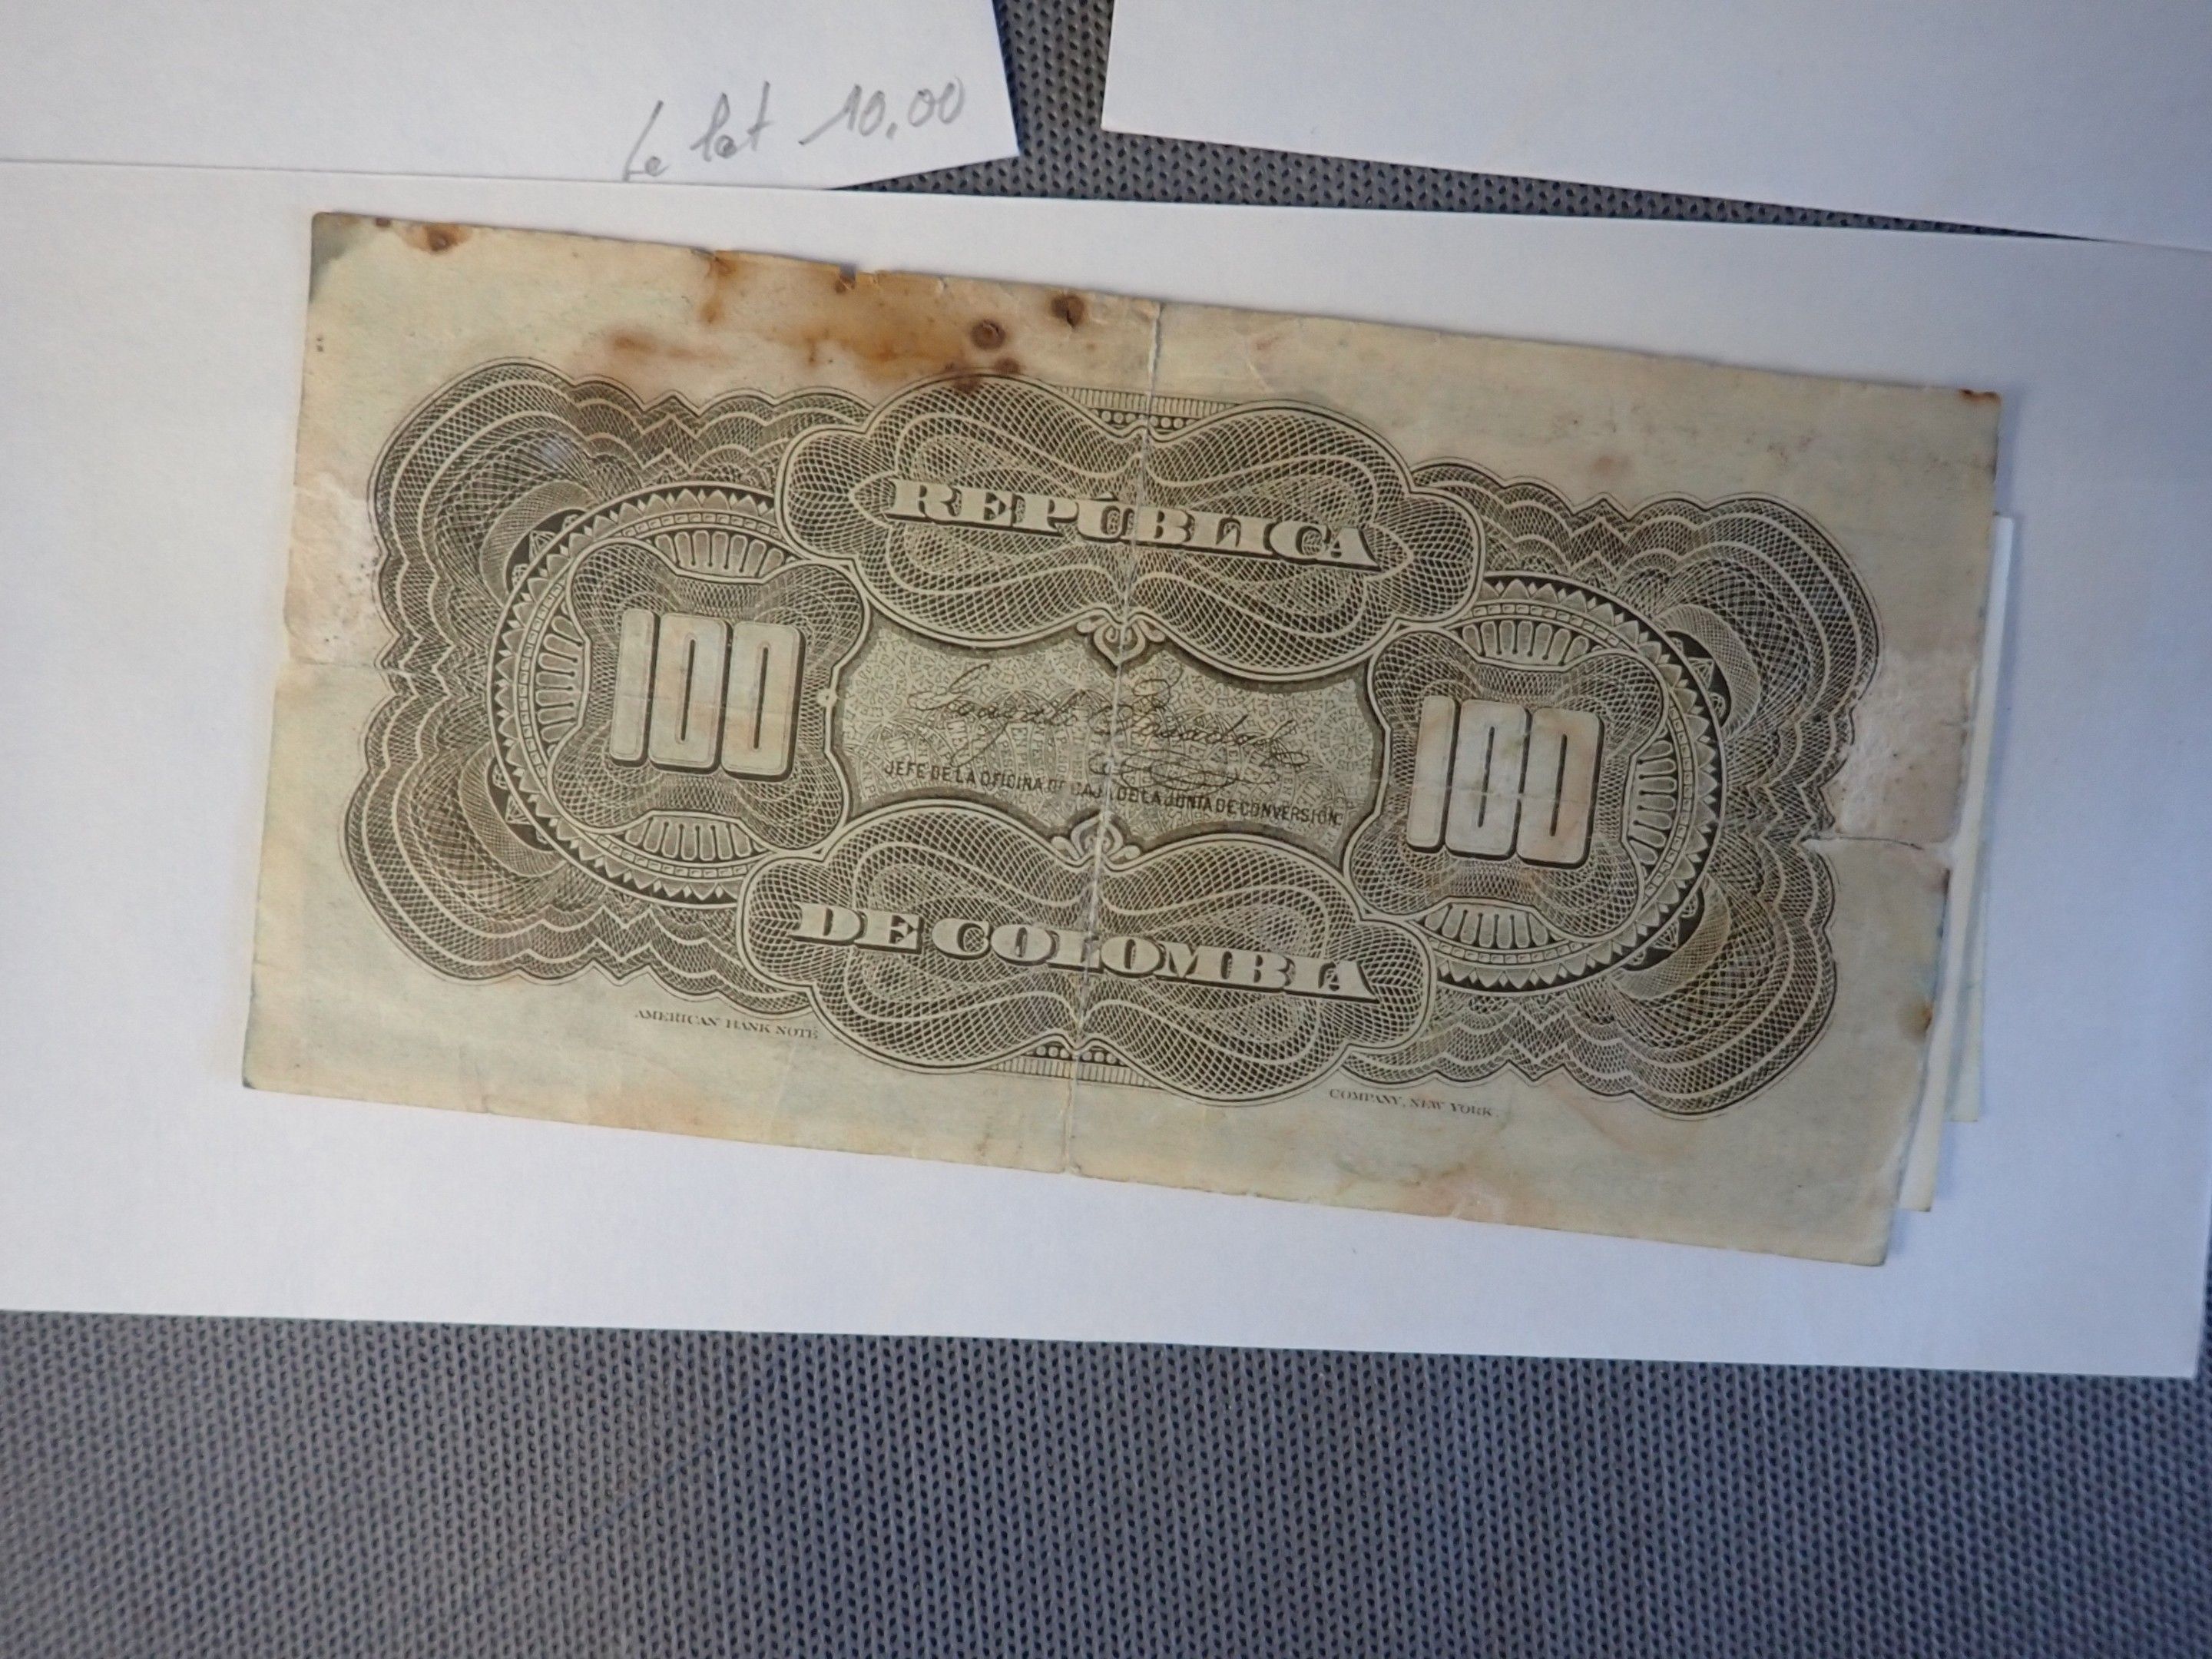 Le lot 10,00
REPÚBLICA
100
100
JEFE DE LA OFICINA DE CAJA DE LA JUNTA DE CONVERSIÓN
DE COLOMBIA
AMERICAN BANK NOTE
COMPANY, NEW YORK.